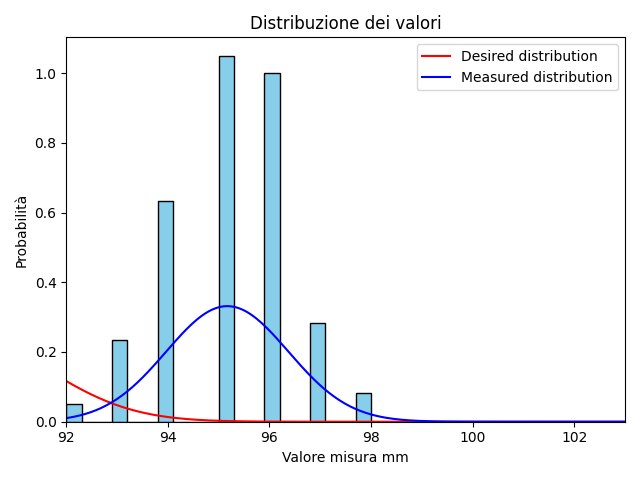 Distribuzione dei valori
Desired distribution
Measured distribution
Probabilità
1.0
0.8
0.6
0.4
0.2
0.0
92 94 96 98 100 102
Valore misura mm